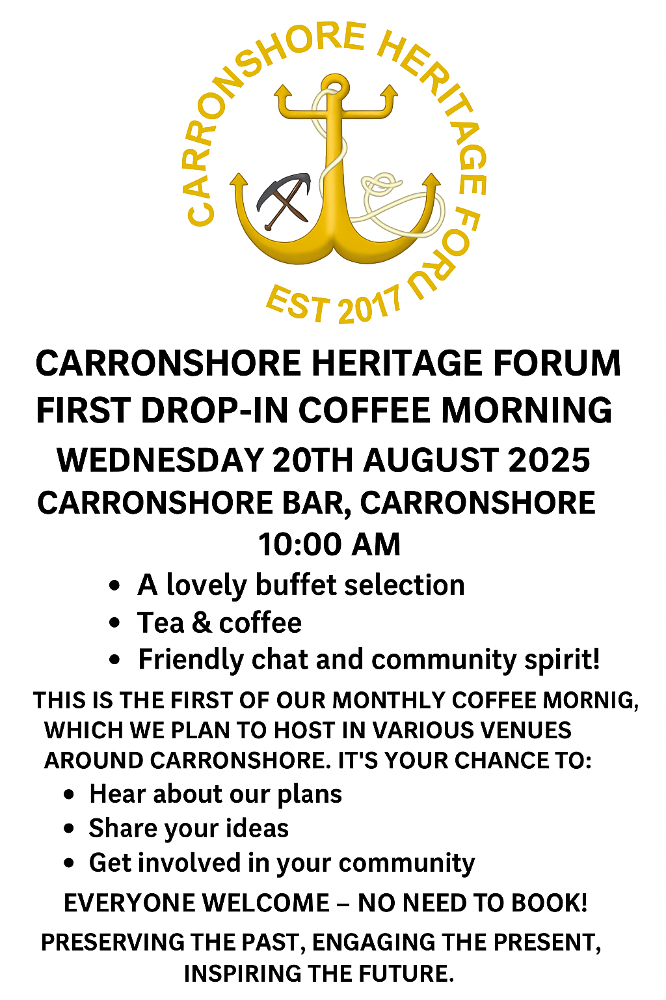 CARRONSHORE HERITAGE FORU
EST 2017
CARRONSHORE HERITAGE FORUM
FIRST DROP-IN COFFEE MORNING
WEDNESDAY 20TH AUGUST 2025
CARRONSHORE BAR, CARRONSHORE
10:00 AM
• A lovely buffet selection
• Tea & coffee
• Friendly chat and community spirit!
THIS IS THE FIRST OF OUR MONTHLY COFFEE MORNIG,
WHICH WE PLAN TO HOST IN VARIOUS VENUES
AROUND CARRONSHORE. IT'S YOUR CHANCE TO:
• Hear about our plans
• Share your ideas
• Get involved in your community
EVERYONE WELCOME – NO NEED TO BOOK!
PRESERVING THE PAST, ENGAGING THE PRESENT,
INSPIRING THE FUTURE.